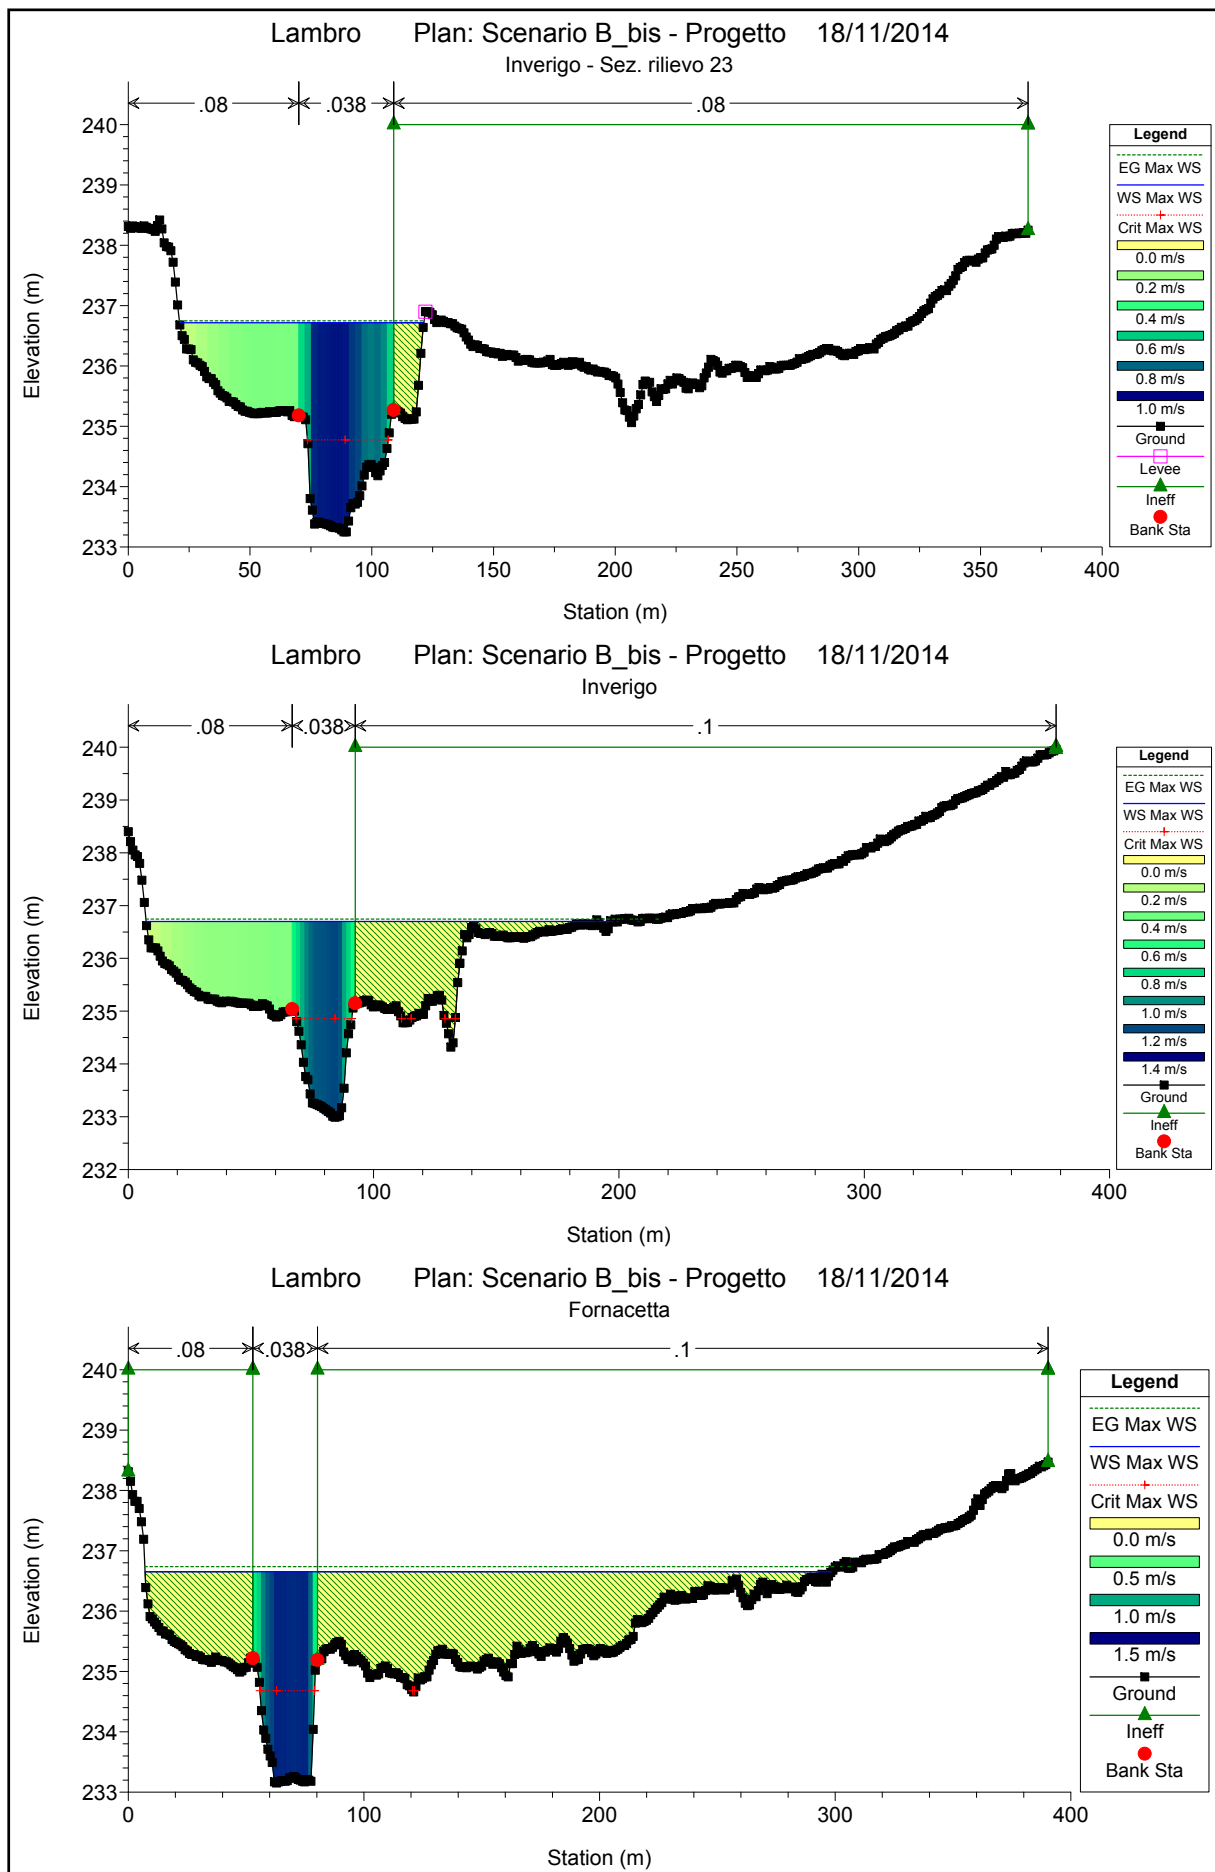 Lambro Plan: Scenario B_bis - Progetto 18/11/2014
Inverigo - Sez. rilievo 23
.08 .038 .08
240
239
238
237
236
235
234
233
Elevation (m)
0 50 100 150 200 250 300 350 400
Station (m)
Legend
EG Max WS
WS Max WS
Crit Max WS
0.0 m/s
0.2 m/s
0.4 m/s
0.6 m/s
0.8 m/s
1.0 m/s
Ground
Levee
Ineff
Bank Sta
Lambro Plan: Scenario B_bis - Progetto 18/11/2014
Inverigo
.08 .038 .1
240
239
238
237
236
235
234
233
232
Elevation (m)
0 100 200 300 400
Station (m)
Legend
EG Max WS
WS Max WS
Crit Max WS
0.0 m/s
0.2 m/s
0.4 m/s
0.6 m/s
0.8 m/s
1.0 m/s
1.2 m/s
1.4 m/s
Ground
Ineff
Bank Sta
Lambro Plan: Scenario B_bis - Progetto 18/11/2014
Fornacetta
.08 .038 .1
240
239
238
237
236
235
234
233
Elevation (m)
0 100 200 300 400
Station (m)
Legend
EG Max WS
WS Max WS
Crit Max WS
0.0 m/s
0.5 m/s
1.0 m/s
1.5 m/s
Ground
Ineff
Bank Sta